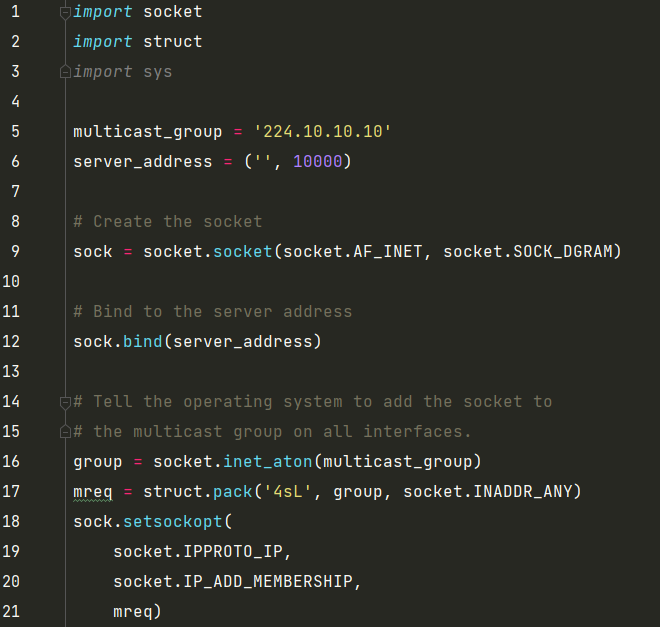 1 import socket
2 import struct
3 import sys
4
5 multicast_group = '224.10.10.10'
6 server_address = ('', 10000)
7
8 # Create the socket
9 sock = socket.socket(socket.AF_INET, socket.SOCK_DGRAM)
10
11 # Bind to the server address
12 sock.bind(server_address)
13
14 # Tell the operating system to add the socket to
15 # the multicast group on all interfaces.
16 group = socket.inet_aton(multicast_group)
17 mreq = struct.pack('4sL', group, socket.INADDR_ANY)
18 sock.setsockopt(
19     socket.IPPROTO_IP,
20     socket.IP_ADD_MEMBERSHIP,
21     mreq)